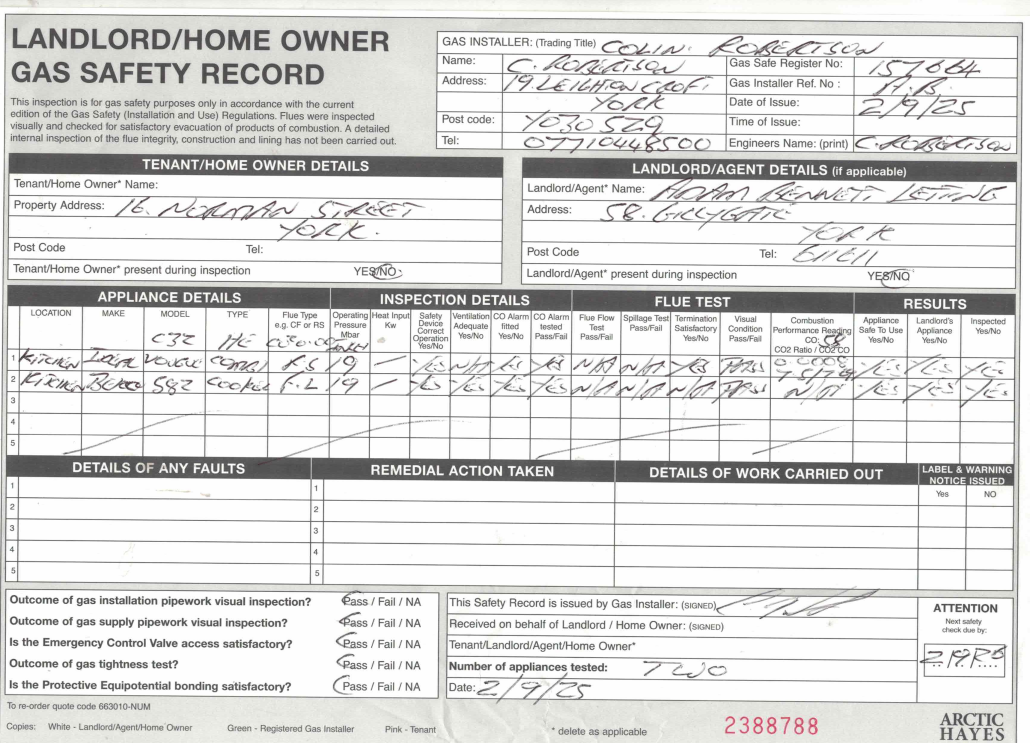 LANDLORD/HOME OWNER
GAS SAFETY RECORD
This inspection is for gas safety purposes only in accordance with the current
edition of the Gas Safety (Installation and Use) Regulations. Flues were inspected
visually and checked for satisfactory evacuation of products of combustion. A detailed
internal inspection of the flue integrity, construction and lining has not been carried out.
GAS INSTALLER: (Trading Title) COLIN. ROBERTSON
Name: C. ROBERTSON
Gas Safe Register No: 157664
Address: 19. LEIGHTON CROFT
Gas Installer Ref. No :
YORK
Date of Issue: 2/9/25
Post code: YO30 5Z9
Time of Issue:
Tel: 07710448500
Engineers Name: (print) C. ROBERTSON
TENANT/HOME OWNER DETAILS
Tenant/Home Owner* Name:
Property Address: 16. NORMAN STREET
YORK.
Post Code Tel:
Tenant/Home Owner* present during inspection YES/NO
LANDLORD/AGENT DETAILS (if applicable)
Landlord/Agent* Name: ADAM BENNETT LETTING
Address: 58. GILLYGATE
YORK
Post Code Tel: 611611
Landlord/Agent* present during inspection YES/NO
APPLIANCE DETAILS INSPECTION DETAILS FLUE TEST RESULTS
LOCATION MAKE MODEL TYPE Flue Type e.g. CF or RS Operating Pressure Mbar Heat Input Kw Safety Device Correct Operation Yes/No Ventilation Adequate Yes/No CO Alarm fitted Yes/No CO Alarm tested Pass/Fail Flue Flow Test Pass/Fail Spillage Test Pass/Fail Termination Satisfactory Yes/No Visual Condition Pass/Fail Combustion Performance Reading CO: CO2 Ratio / CO2 CO Appliance Safe To Use Yes/No Landlord's Appliance Yes/No Inspected Yes/No
C32 HE
1 KITCHEN IDEAL VOUGE COMBI R.S 19 YES N/A YES YES N/A N/A YES PASS 0.0008 YES YES YES
2 KITCHEN BEKO COOKER F.L 19 YES YES YES YES N/A N/A N/A PASS N/A YES YES YES
3
4
5
DETAILS OF ANY FAULTS REMEDIAL ACTION TAKEN DETAILS OF WORK CARRIED OUT LABEL & WARNING NOTICE ISSUED
Yes NO
1 1
2 2
3 3
4 4
5 5
Outcome of gas installation pipework visual inspection? Pass / Fail / NA
Outcome of gas supply pipework visual inspection? Pass / Fail / NA
Is the Emergency Control Valve access satisfactory? Pass / Fail / NA
Outcome of gas tightness test? Pass / Fail / NA
Is the Protective Equipotential bonding satisfactory? Pass / Fail / NA
This Safety Record is issued by Gas Installer: (SIGNED)
Received on behalf of Landlord / Home Owner: (SIGNED)
Tenant/Landlord/Agent/Home Owner*
Number of appliances tested: TWO
Date: 2/9/25
ATTENTION
Next safety
check due by:
To re-order quote code 663010-NUM
Copies: White - Landlord/Agent/Home Owner Green - Registered Gas Installer Pink - Tenant
* delete as applicable
2388788
ARCTIC
HAYES